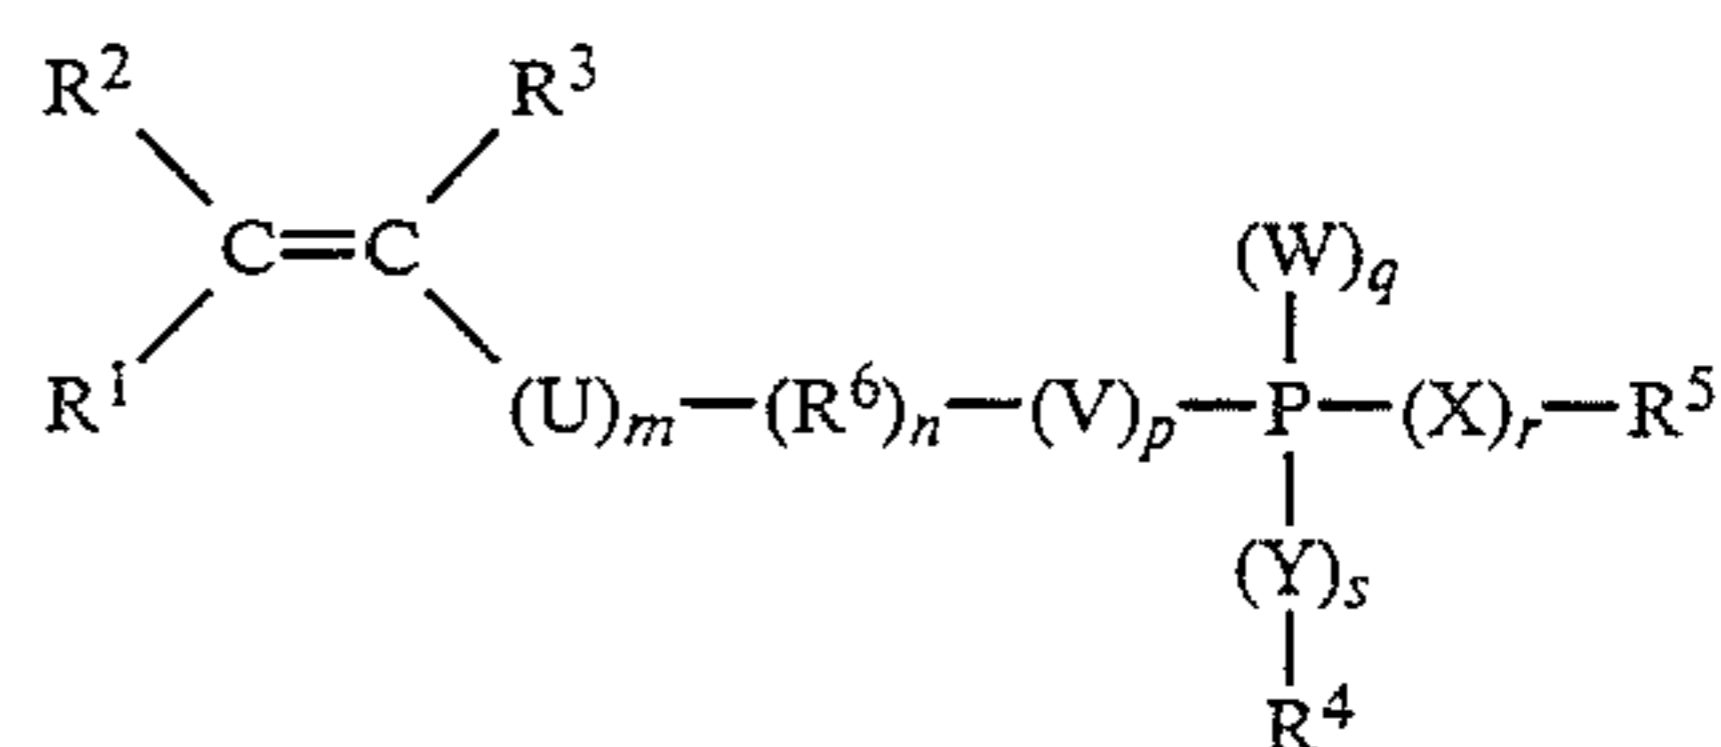 R² R³
C=C (W)q
R¹ (U)m—(R⁶)n—(V)p—P—(X)r—R⁵
(Y)s
R⁴